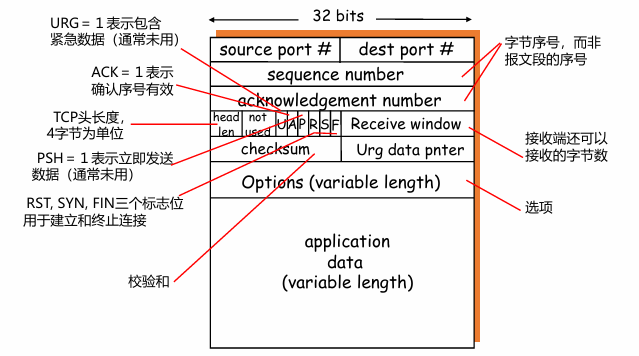 32 bits
URG = 1 表示包含
紧急数据（通常未用）
ACK = 1 表示
确认序号有效
TCP头长度，
4字节为单位
PSH = 1 表示立即发送
数据（通常未用）
RST, SYN, FIN三个标志位
用于建立和终止连接
校验和
source port #
dest port #
sequence number
acknowledgement number
head
len
not
used
U A P R S F
Receive window
checksum
Urg data pnter
Options (variable length)
application
data
(variable length)
字节序号，而非
报文段的序号
接收端还可以
接收的字节数
选项